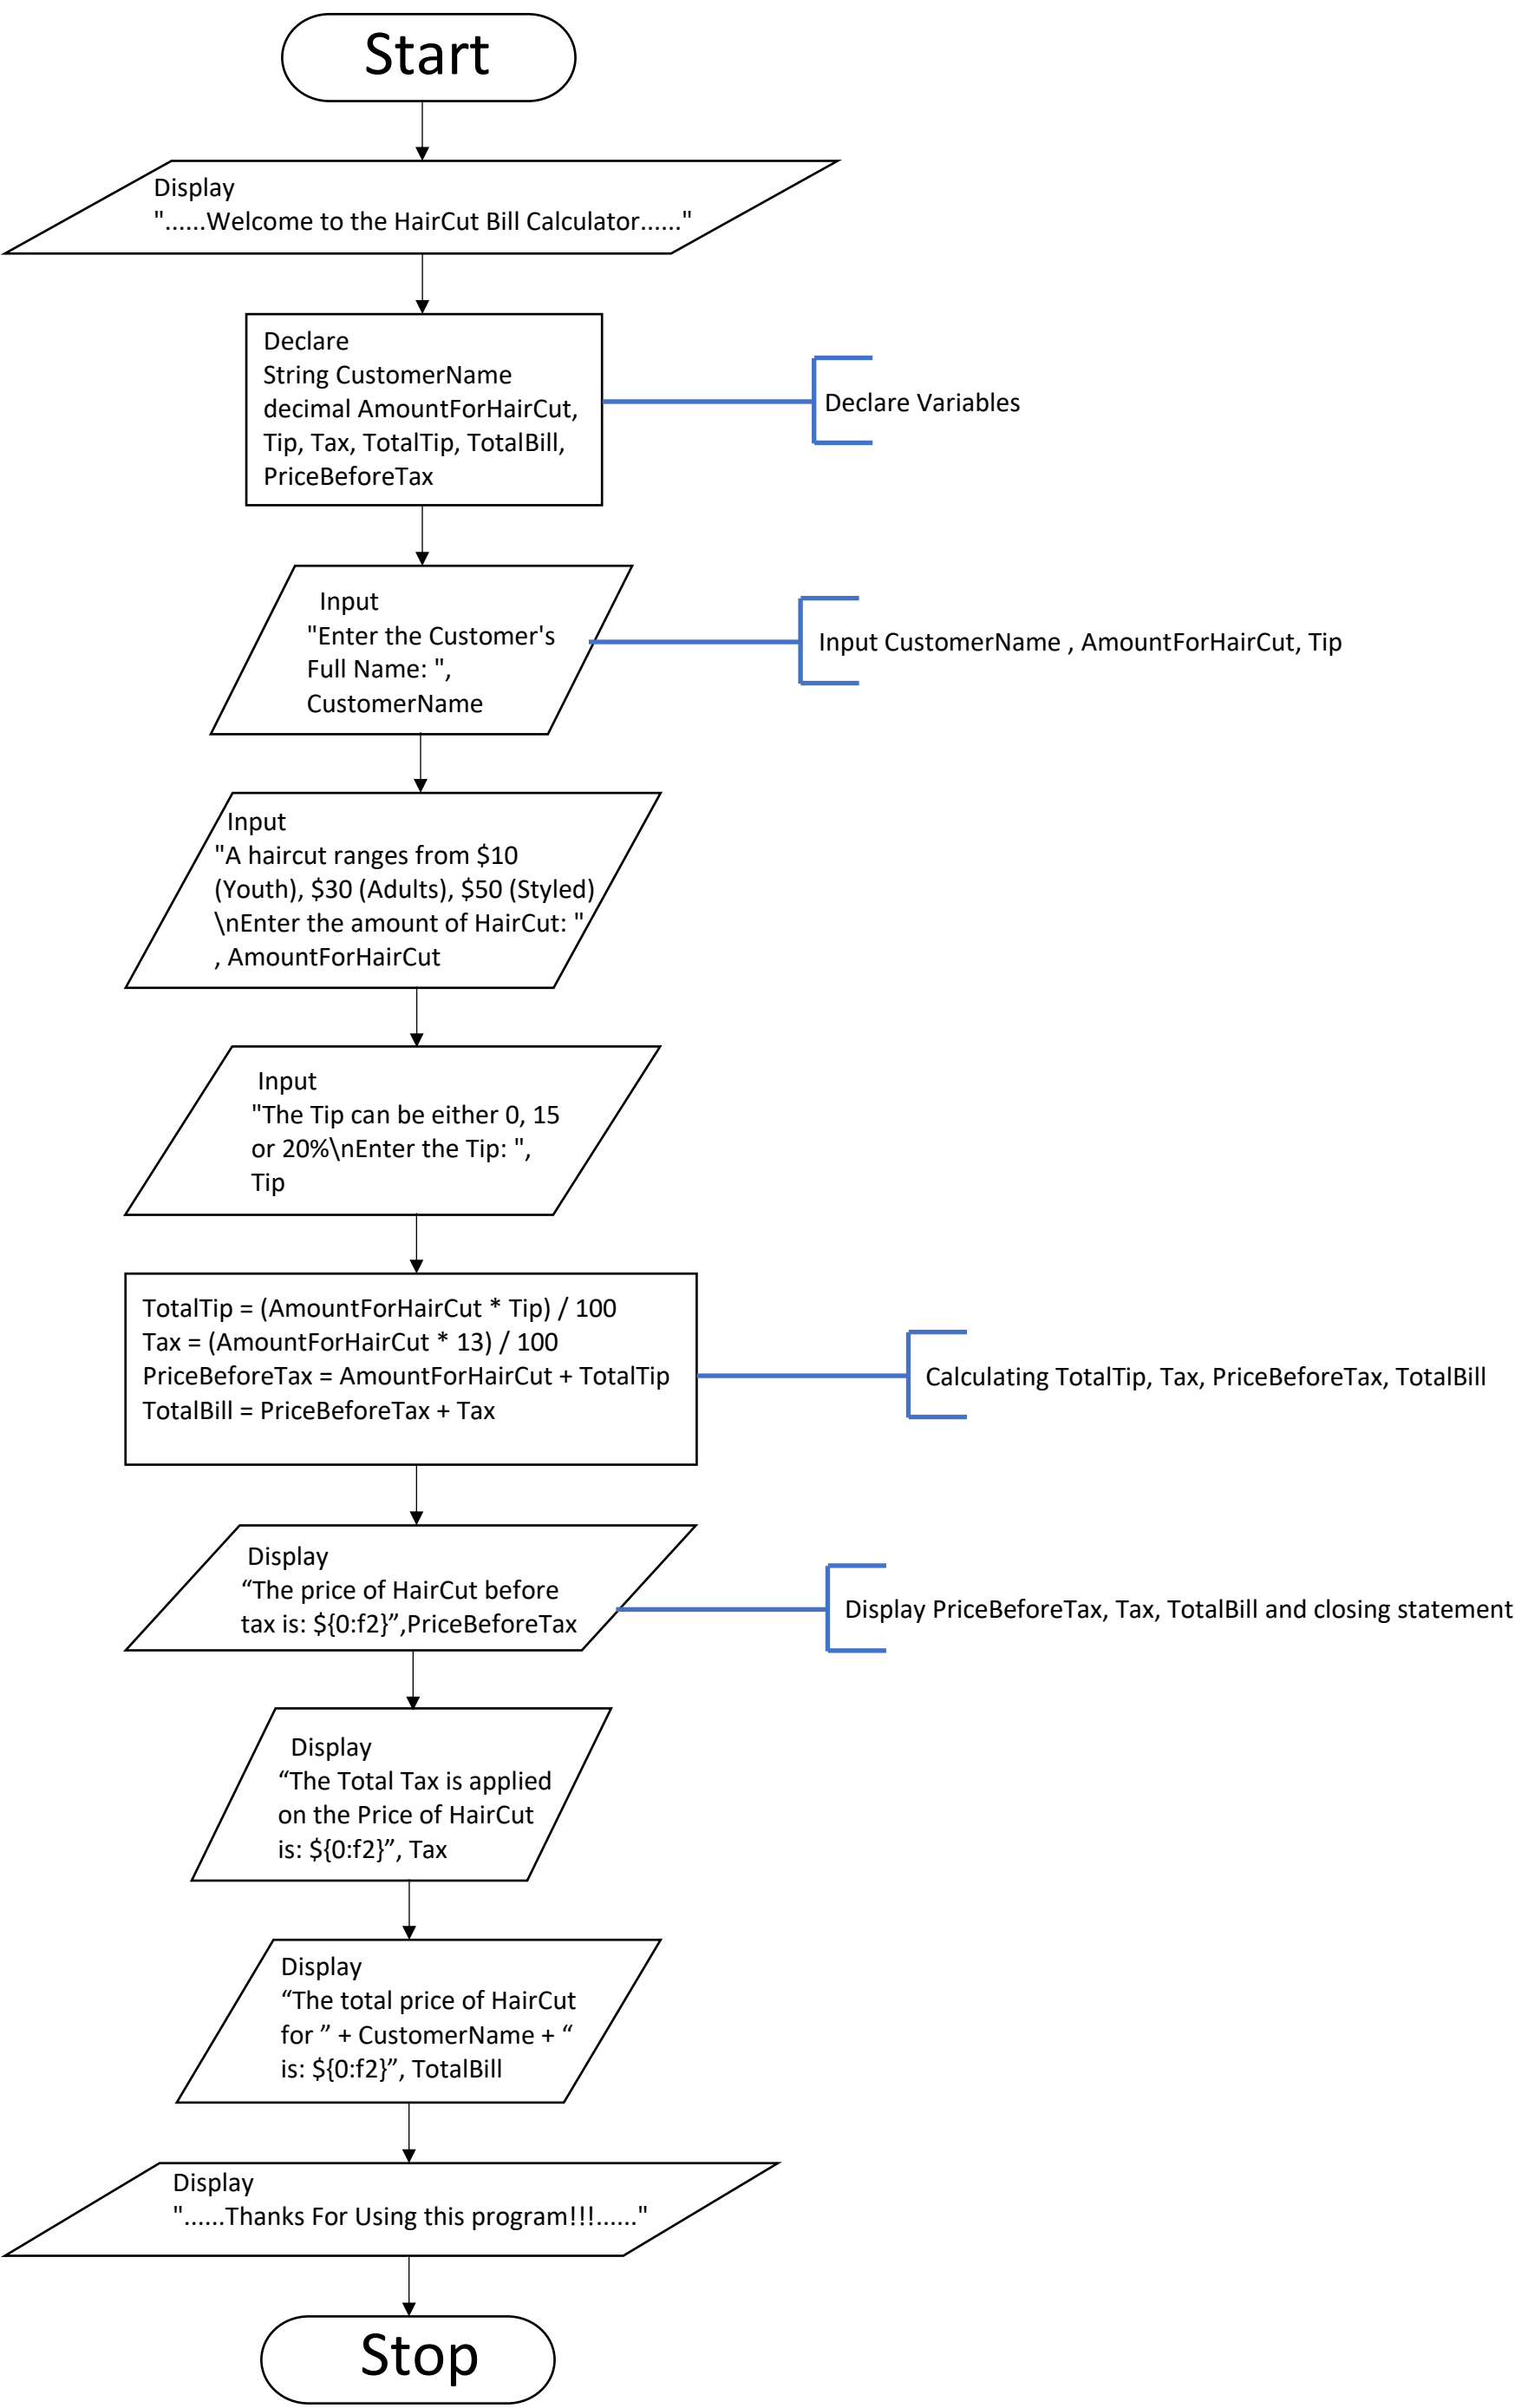 Start
Display
"......Welcome to the HairCut Bill Calculator......"
Declare
String CustomerName
decimal AmountForHairCut,
Tip, Tax, TotalTip, TotalBill,
PriceBeforeTax
Declare Variables
Input
"Enter the Customer's
Full Name: ",
CustomerName
Input CustomerName , AmountForHairCut, Tip
Input
"A haircut ranges from $10
(Youth), $30 (Adults), $50 (Styled)
\nEnter the amount of HairCut: "
, AmountForHairCut
Input
"The Tip can be either 0, 15
or 20%\nEnter the Tip: ",
Tip
TotalTip = (AmountForHairCut * Tip) / 100
Tax = (AmountForHairCut * 13) / 100
PriceBeforeTax = AmountForHairCut + TotalTip
TotalBill = PriceBeforeTax + Tax
Calculating TotalTip, Tax, PriceBeforeTax, TotalBill
Display
“The price of HairCut before
tax is: ${0:f2}”,PriceBeforeTax
Display PriceBeforeTax, Tax, TotalBill and closing statement
Display
“The Total Tax is applied
on the Price of HairCut
is: ${0:f2}”, Tax
Display
“The total price of HairCut
for ” + CustomerName + “
is: ${0:f2}”, TotalBill
Display
"......Thanks For Using this program!!!......"
Stop